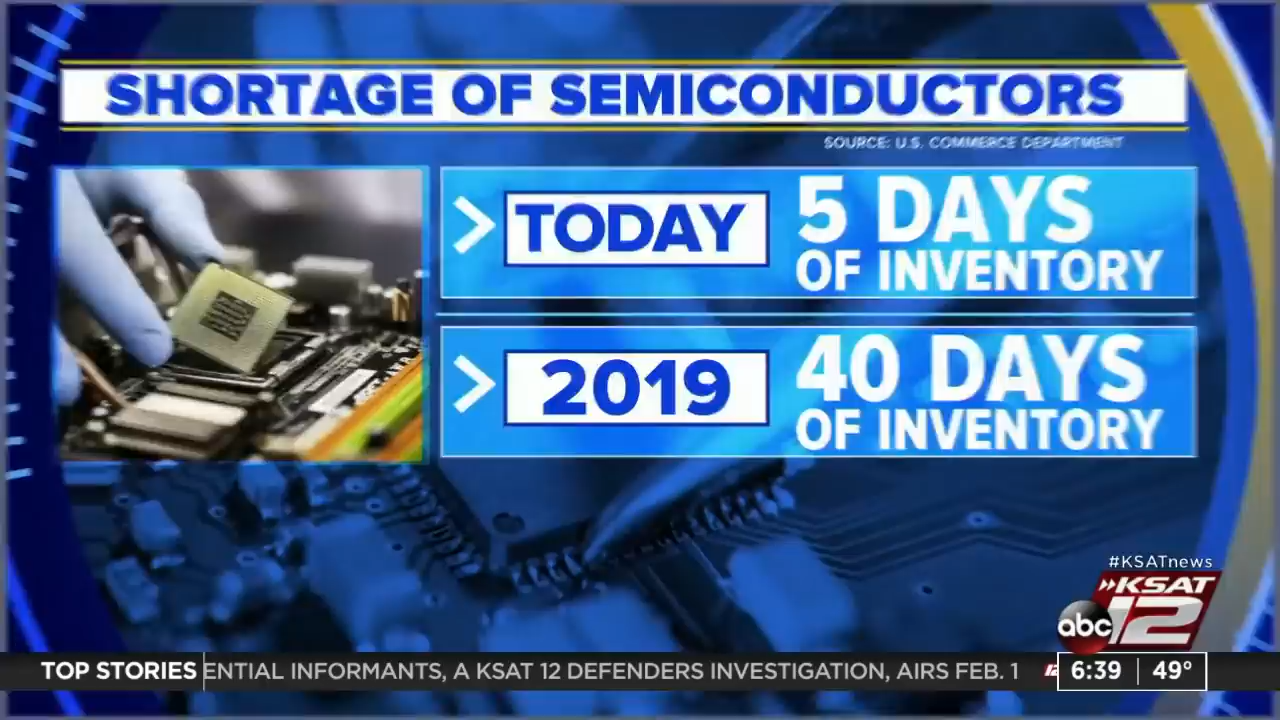 SHORTAGE OF SEMICONDUCTORS
SOURCE: U.S. COMMERCE DEPARTMENT
TODAY
5 DAYS
OF INVENTORY
2019
40 DAYS
OF INVENTORY
#KSATnews
KSAT
abc 12
TOP STORIES ENTIAL INFORMANTS, A KSAT 12 DEFENDERS INVESTIGATION, AIRS FEB. 1 12 6:39 49°